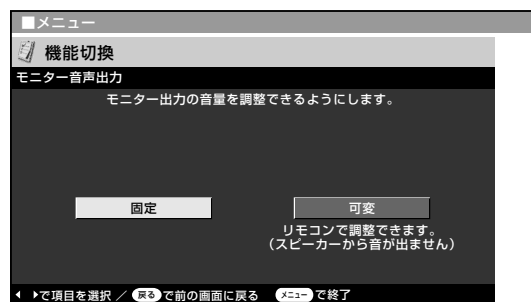 ■メニュー
機能切換
モニター音声出力
モニター出力の音量を調整できるようにします。
固定 可変
リモコンで調整できます。
(スピーカーから音が出ません)
で項目を選択 / 戻る で前の画面に戻る メニュー で終了